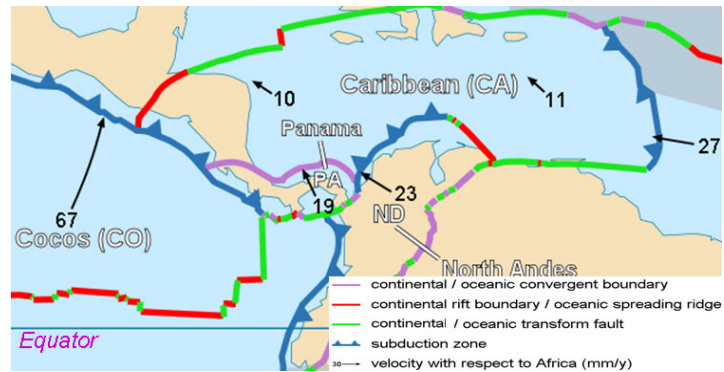 10
Caribbean (CA)
11
Panama
27
PA
19
23
67
ND
Cocos (CO)
North Andes
Equator
continental / oceanic convergent boundary
continental rift boundary / oceanic spreading ridge
continental / oceanic transform fault
subduction zone
30 velocity with respect to Africa (mm/y)